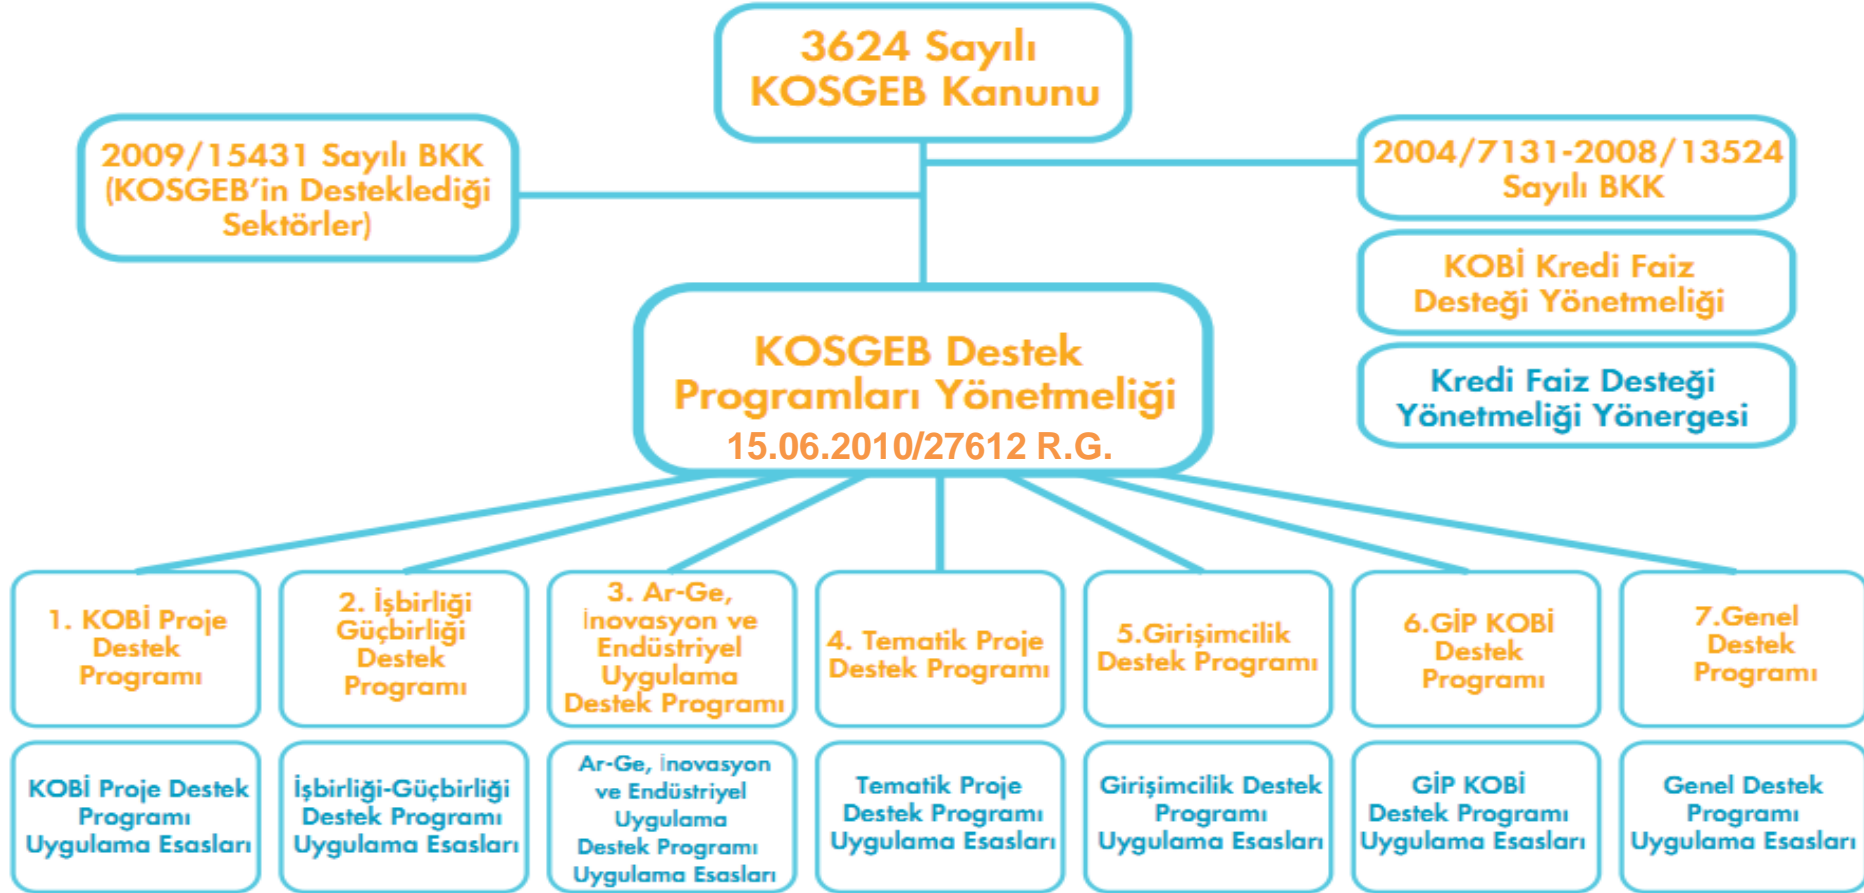 3624 Sayılı
KOSGEB Kanunu
2009/15431 Sayılı BKK
(KOSGEB'in Desteklediği
Sektörler)
2004/7131-2008/13524
Sayılı BKK
KOBİ Kredi Faiz
Desteği Yönetmeliği
Kredi Faiz Desteği
Yönetmeliği Yönergesi
KOSGEB Destek
Programları Yönetmeliği
15.06.2010/27612 R.G.
1. KOBİ Proje
Destek
Programı
2. İşbirliği
Güçbirliği
Destek
Programı
3. Ar-Ge,
İnovasyon ve
Endüstriyel
Uygulama
Destek Programı
4. Tematik Proje
Destek Programı
5.Girişimcilik
Destek Programı
6.GİP KOBİ
Destek
Programı
7.Genel
Destek
Programı
KOBİ Proje Destek
Programı
Uygulama Esasları
İşbirliği-Güçbirliği
Destek Programı
Uygulama Esasları
Ar-Ge, İnovasyon
ve Endüstriyel
Uygulama
Destek Programı
Uygulama Esasları
Tematik Proje
Destek Programı
Uygulama Esasları
Girişimcilik Destek
Programı
Uygulama Esasları
GİP KOBİ
Destek Programı
Uygulama Esasları
Genel Destek
Programı
Uygulama Esasları